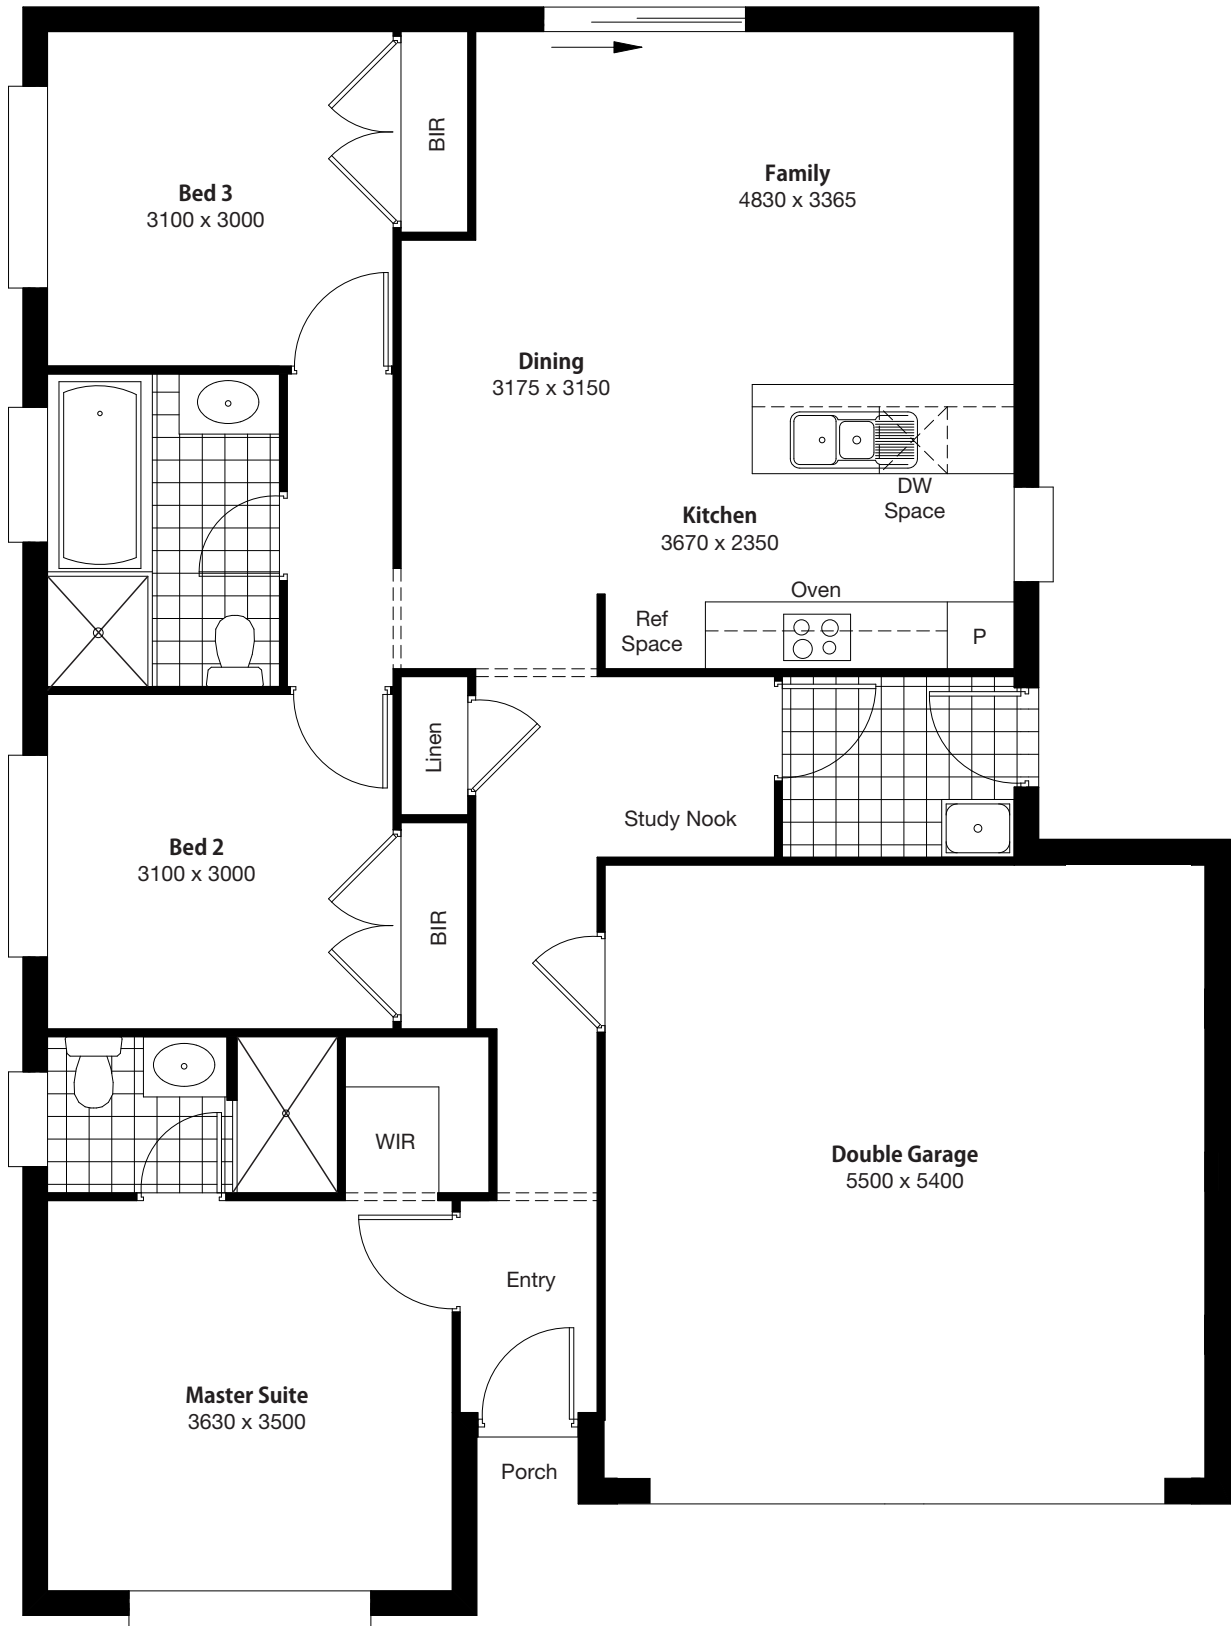 BIR
Bed 3
3100 x 3000
Family
4830 x 3365
Dining
3175 x 3150
DW
Space
Kitchen
3670 x 2350
Oven
Ref
Space
P
Linen
Study Nook
Bed 2
3100 x 3000
BIR
WIR
Double Garage
5500 x 5400
Entry
Master Suite
3630 x 3500
Porch